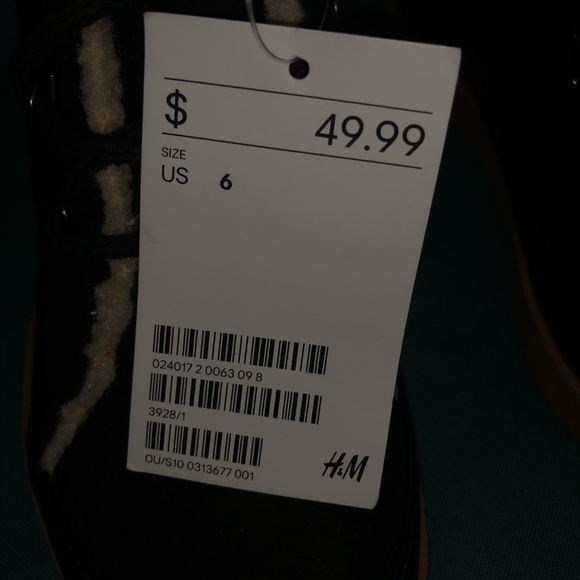 $ 49.99
SIZE
US 6
024017 2 0063 09 8
3928/1
OU/S10 0313677 001
H&M